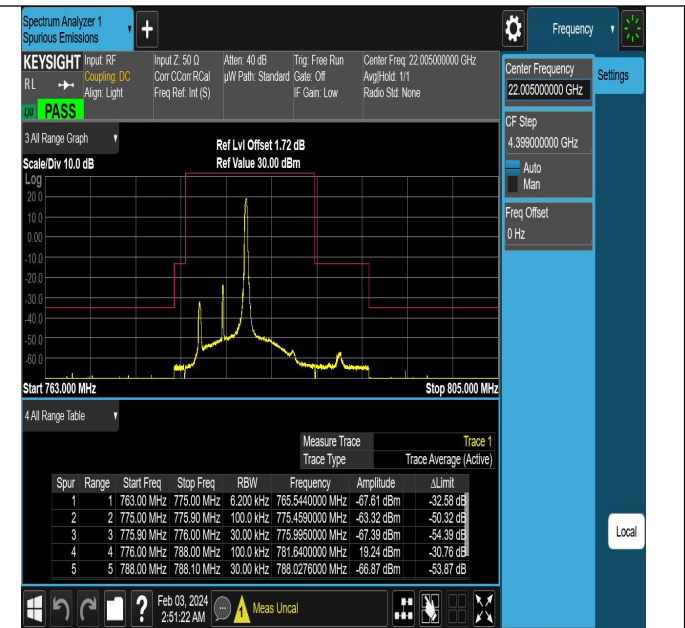 Spectrum Analyzer 1
Spurious Emissions
Frequency
KEYSIGHT
RL
Input: RF
Coupling: DC
Align: Light
Input Z: 50 Ω
Corr CCorr RCal
Freq Ref: Int (S)
Atten: 40 dB
µW Path: Standard
Trig: Free Run
Gate: Off
IF Gain: Low
Center Freq: 22.005000000 GHz
Avg|Hold: 1/1
Radio Std: None
LXI PASS
Center Frequency
22.005000000 GHz
Settings
CF Step
4.399000000 GHz
Auto
Man
Freq Offset
0 Hz
3 All Range Graph
Scale/Div 10.0 dB
Ref Lvl Offset 1.72 dB
Ref Value 30.00 dBm
Log
20.0
10.0
0.00
-10.0
-20.0
-30.0
-40.0
-50.0
-60.0
Start 763.000 MHz
Stop 805.000 MHz
4 All Range Table
Measure Trace Trace 1
Trace Type Trace Average (Active)
Spur Range Start Freq Stop Freq RBW Frequency Amplitude ΔLimit
1 1 763.00 MHz 775.00 MHz 6.200 kHz 765.5440000 MHz -67.61 dBm -32.58 dB
2 2 775.00 MHz 775.90 MHz 100.0 kHz 775.4590000 MHz -63.32 dBm -50.32 dB
3 3 775.90 MHz 776.00 MHz 30.00 kHz 775.9950000 MHz -67.39 dBm -54.39 dB
4 4 776.00 MHz 788.00 MHz 100.0 kHz 781.6400000 MHz 19.24 dBm -30.76 dB
5 5 788.00 MHz 788.10 MHz 30.00 kHz 788.0276000 MHz -66.87 dBm -53.87 dB
Local
?
Feb 03, 2024
2:51:22 AM
1
Meas Uncal